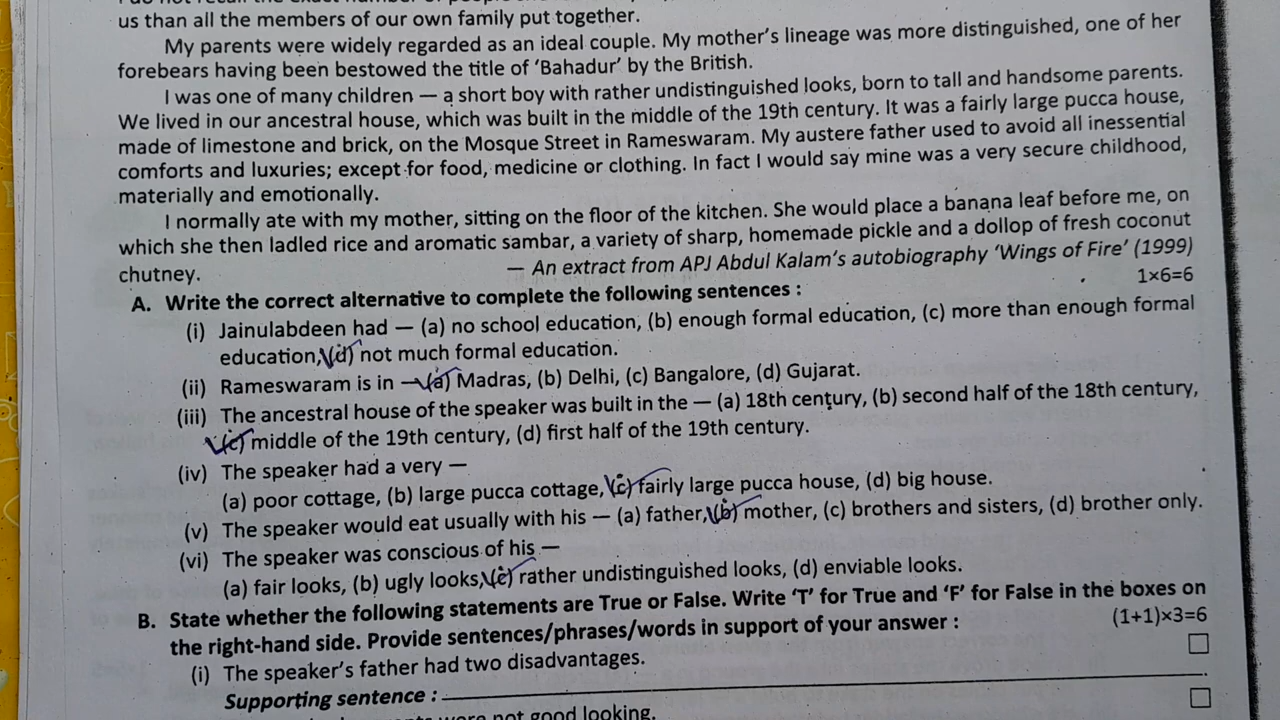 us than all the members of our own family put together.
My parents were widely regarded as an ideal couple. My mother's lineage was more distinguished, one of her
forebears having been bestowed the title of 'Bahadur' by the British.
I was one of many children — a short boy with rather undistinguished looks, born to tall and handsome parents.
We lived in our ancestral house, which was built in the middle of the 19th century. It was a fairly large pucca house,
made of limestone and brick, on the Mosque Street in Rameswaram. My austere father used to avoid all inessential
comforts and luxuries; except for food, medicine or clothing. In fact I would say mine was a very secure childhood,
materially and emotionally.
I normally ate with my mother, sitting on the floor of the kitchen. She would place a banana leaf before me, on
which she then ladled rice and aromatic sambar, a variety of sharp, homemade pickle and a dollop of fresh coconut
chutney. — An extract from APJ Abdul Kalam's autobiography 'Wings of Fire' (1999)
A. Write the correct alternative to complete the following sentences : 1×6=6
(i) Jainulabdeen had — (a) no school education, (b) enough formal education, (c) more than enough formal
education, (d) not much formal education.
(ii) Rameswaram is in — (a) Madras, (b) Delhi, (c) Bangalore, (d) Gujarat.
(iii) The ancestral house of the speaker was built in the — (a) 18th century, (b) second half of the 18th century,
(c) middle of the 19th century, (d) first half of the 19th century.
(iv) The speaker had a very —
(a) poor cottage, (b) large pucca cottage, (c) fairly large pucca house, (d) big house.
(v) The speaker would eat usually with his — (a) father, (b) mother, (c) brothers and sisters, (d) brother only.
(vi) The speaker was conscious of his —
(a) fair looks, (b) ugly looks, (c) rather undistinguished looks, (d) enviable looks.
B. State whether the following statements are True or False. Write 'T' for True and 'F' for False in the boxes on
the right-hand side. Provide sentences/phrases/words in support of your answer : (1+1)×3=6
(i) The speaker's father had two disadvantages.
Supporting sentence :
were not good looking.